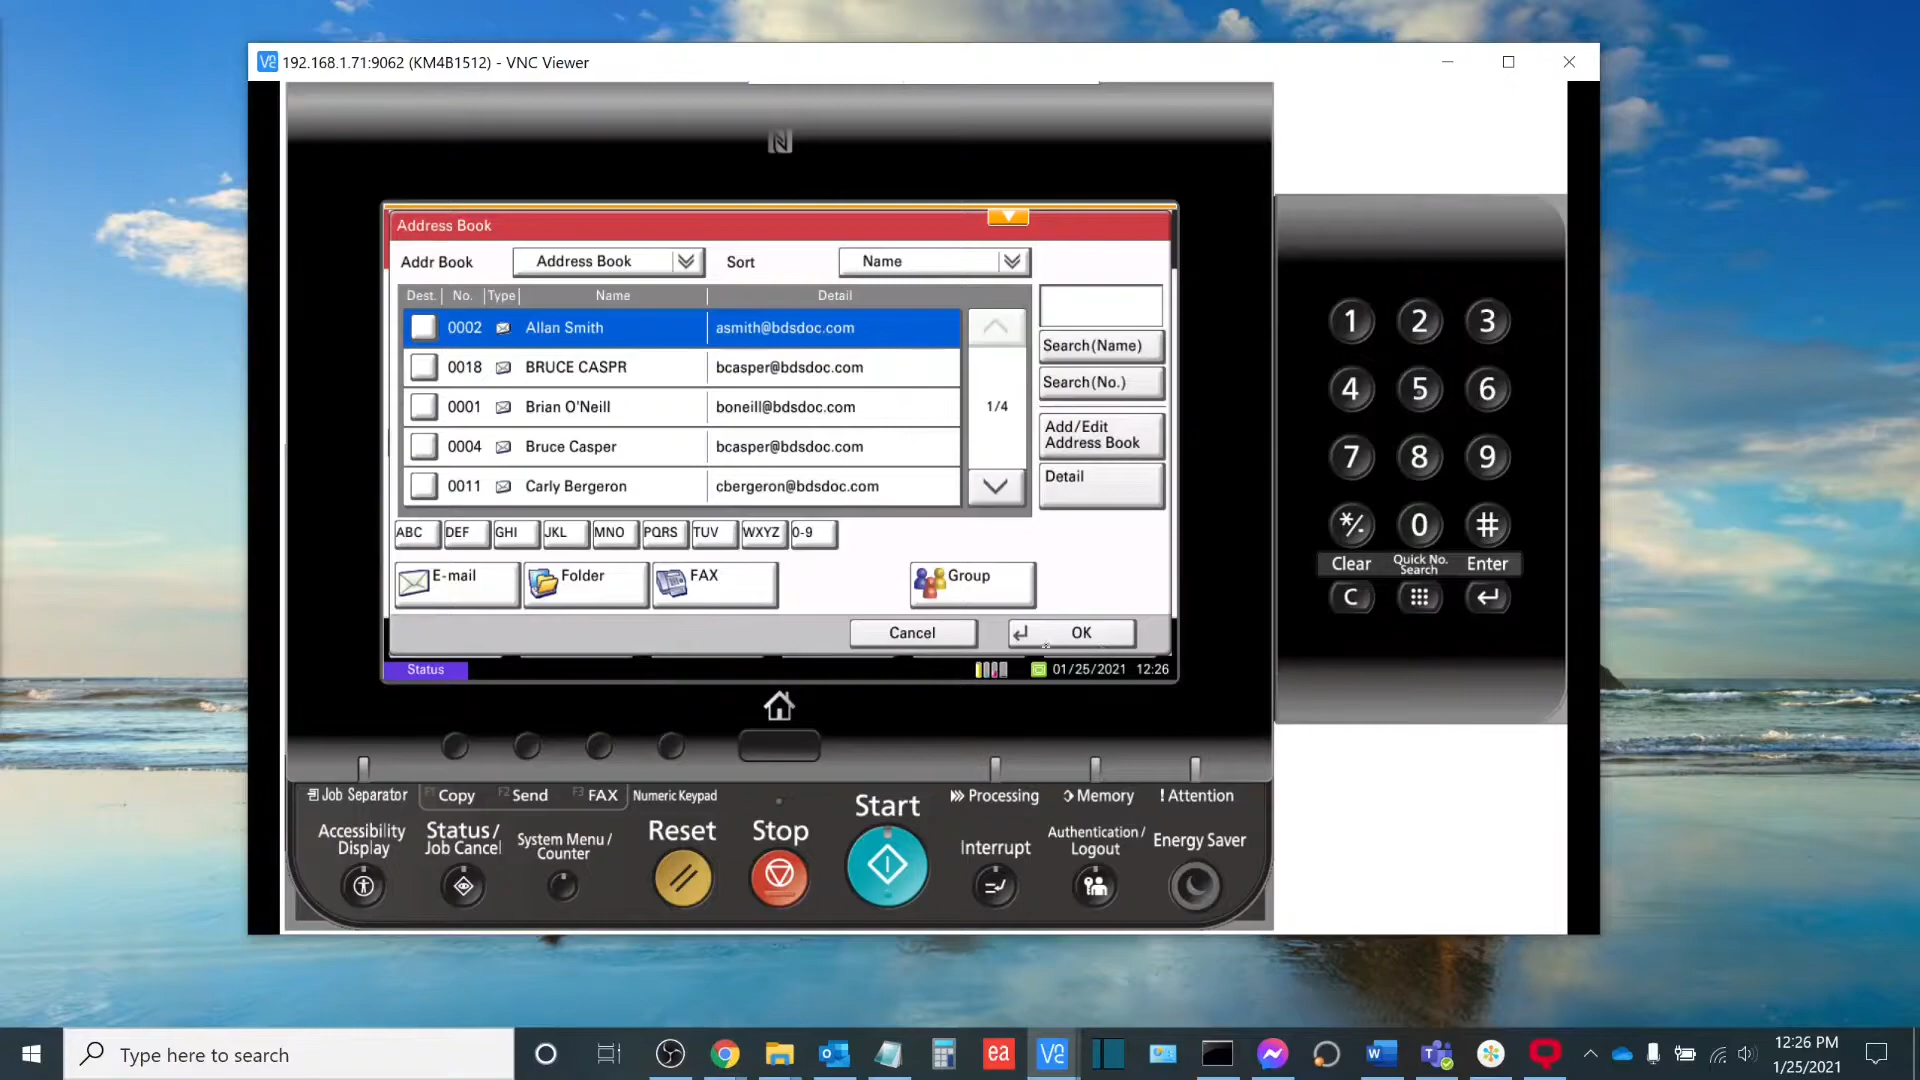 192.168.1.71:9062 (KM4B1512) - VNC Viewer
Address Book
Addr Book Address Book Sort Name
Dest. No. Type Name Detail
0002 Allan Smith asmith@bdsdoc.com
0018 BRUCE CASPR bcasper@bdsdoc.com
0001 Brian O'Neill boneill@bdsdoc.com
0004 Bruce Casper bcasper@bdsdoc.com
0011 Carly Bergeron cbergeron@bdsdoc.com
1/4
Search(Name)
Search(No.)
Add/Edit
Address Book
Detail
ABC DEF GHI JKL MNO PQRS TUV WXYZ 0-9
E-mail Folder FAX Group
Cancel OK
Status 01/25/2021 12:26
1 2 3
4 5 6
7 8 9
*/. 0 #
Clear Quick No. Search Enter
C
Job Separator F1 Copy F2 Send F3 FAX Numeric Keypad Start Processing Memory Attention
Accessibility
Display
Status/
Job Cancel
System Menu/
Counter
Reset Stop
Interrupt
Authentication/
Logout
Energy Saver
Type here to search
ea
12:26 PM
1/25/2021